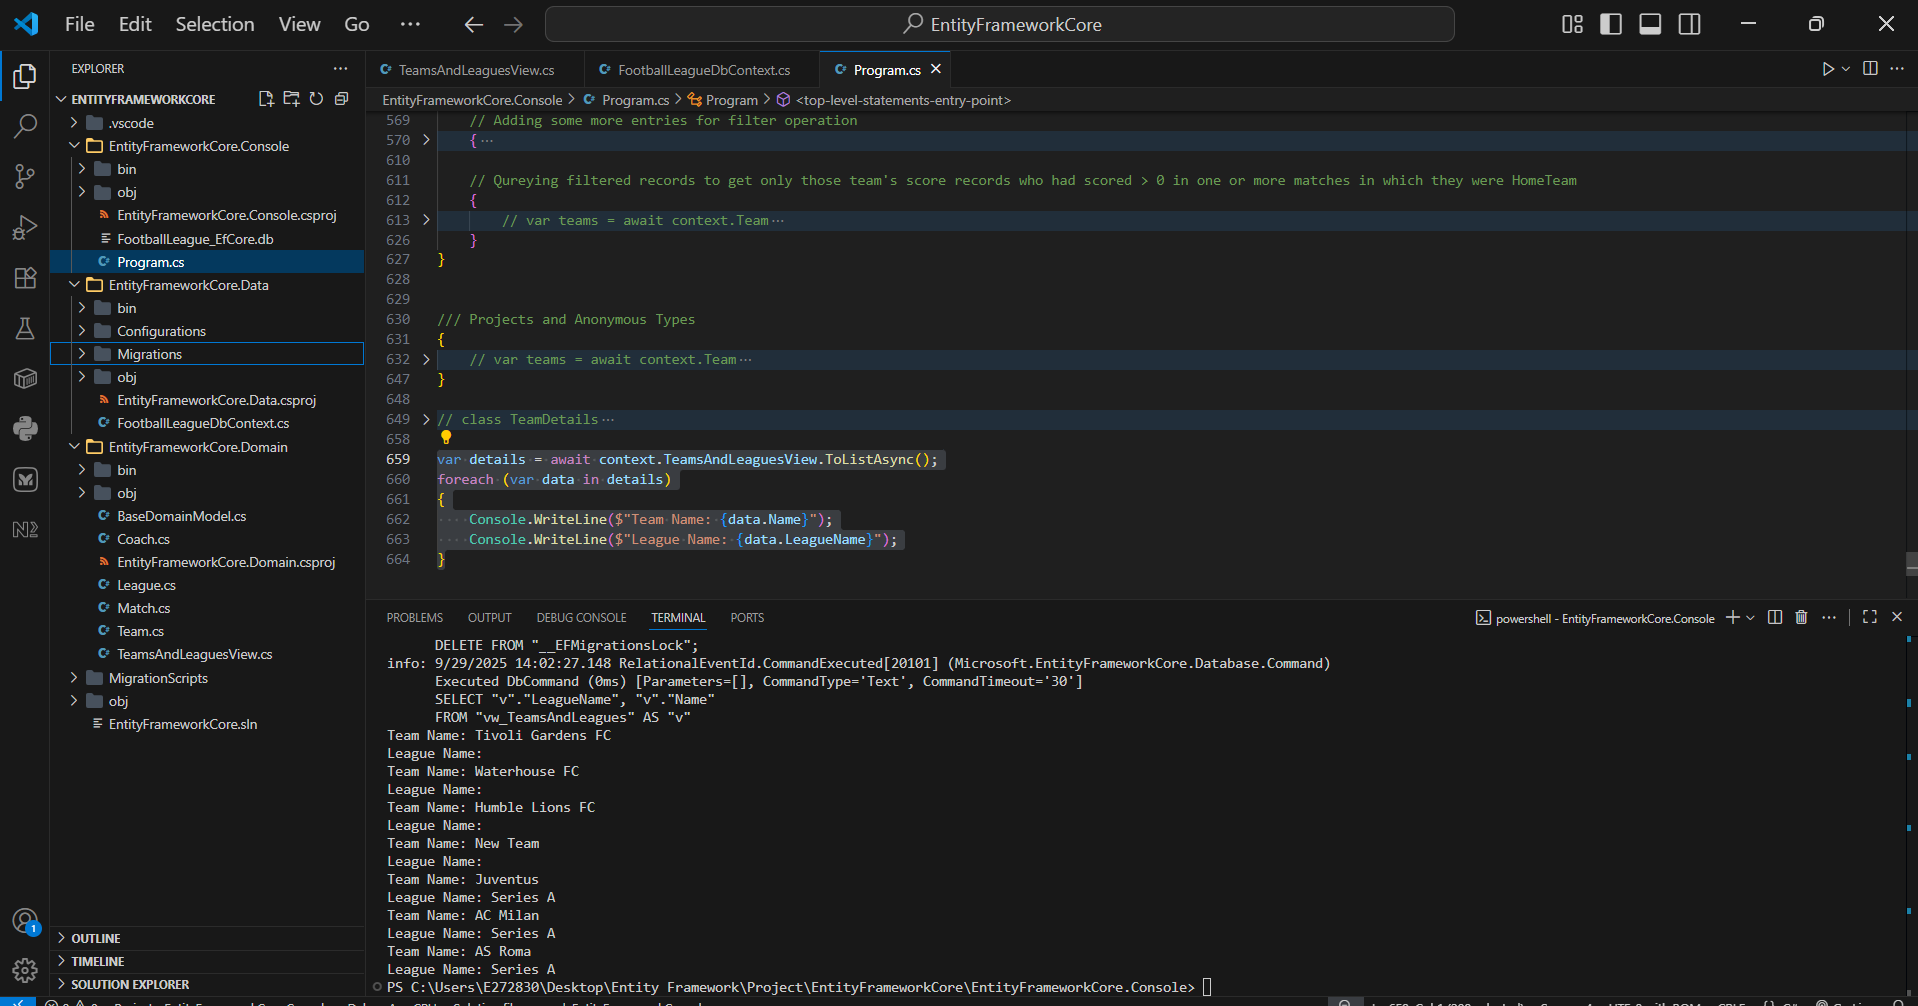 File Edit Selection View Go ··· EntityFrameworkCore
EXPLORER
ENTITYFRAMEWORKCORE
.vscode
EntityFrameworkCore.Console
bin
obj
EntityFrameworkCore.Console.csproj
FootballLeague_EfCore.db
Program.cs
EntityFrameworkCore.Data
bin
Configurations
Migrations
obj
EntityFrameworkCore.Data.csproj
FootballLeagueDbContext.cs
EntityFrameworkCore.Domain
bin
obj
BaseDomainModel.cs
Coach.cs
EntityFrameworkCore.Domain.csproj
League.cs
Match.cs
Team.cs
TeamsAndLeaguesView.cs
MigrationScripts
obj
EntityFrameworkCore.sln
OUTLINE
TIMELINE
SOLUTION EXPLORER
1
TeamsAndLeaguesView.cs FootballLeagueDbContext.cs Program.cs
EntityFrameworkCore.Console > Program.cs > Program > <top-level-statements-entry-point>
569 // Adding some more entries for filter operation
570 { ···
610
611 // Qureying filtered records to get only those team's score records who had scored > 0 in one or more matches in which they were HomeTeam
612 {
613 // var teams = await context.Team ···
626 }
627 }
628
629
630 /// Projects and Anonymous Types
631 {
632 // var teams = await context.Team ···
647 }
648
649 // class TeamDetails ···
658
659 var details = await context.TeamsAndLeaguesView.ToListAsync();
660 foreach (var data in details)
661 {
662 Console.WriteLine($"Team Name: {data.Name}");
663 Console.WriteLine($"League Name: {data.LeagueName}");
664 }
PROBLEMS OUTPUT DEBUG CONSOLE TERMINAL PORTS
powershell - EntityFrameworkCore.Console
DELETE FROM "__EFMigrationsLock";
info: 9/29/2025 14:02:27.148 RelationalEventId.CommandExecuted[20101] (Microsoft.EntityFrameworkCore.Database.Command)
Executed DbCommand (0ms) [Parameters=[], CommandType='Text', CommandTimeout='30']
SELECT "v"."LeagueName", "v"."Name"
FROM "vw_TeamsAndLeagues" AS "v"
Team Name: Tivoli Gardens FC
League Name:
Team Name: Waterhouse FC
League Name:
Team Name: Humble Lions FC
League Name:
Team Name: New Team
League Name:
Team Name: Juventus
League Name: Series A
Team Name: AC Milan
League Name: Series A
Team Name: AS Roma
League Name: Series A
PS C:\Users\E272830\Desktop\Entity Framework\Project\EntityFrameworkCore\EntityFrameworkCore.Console>